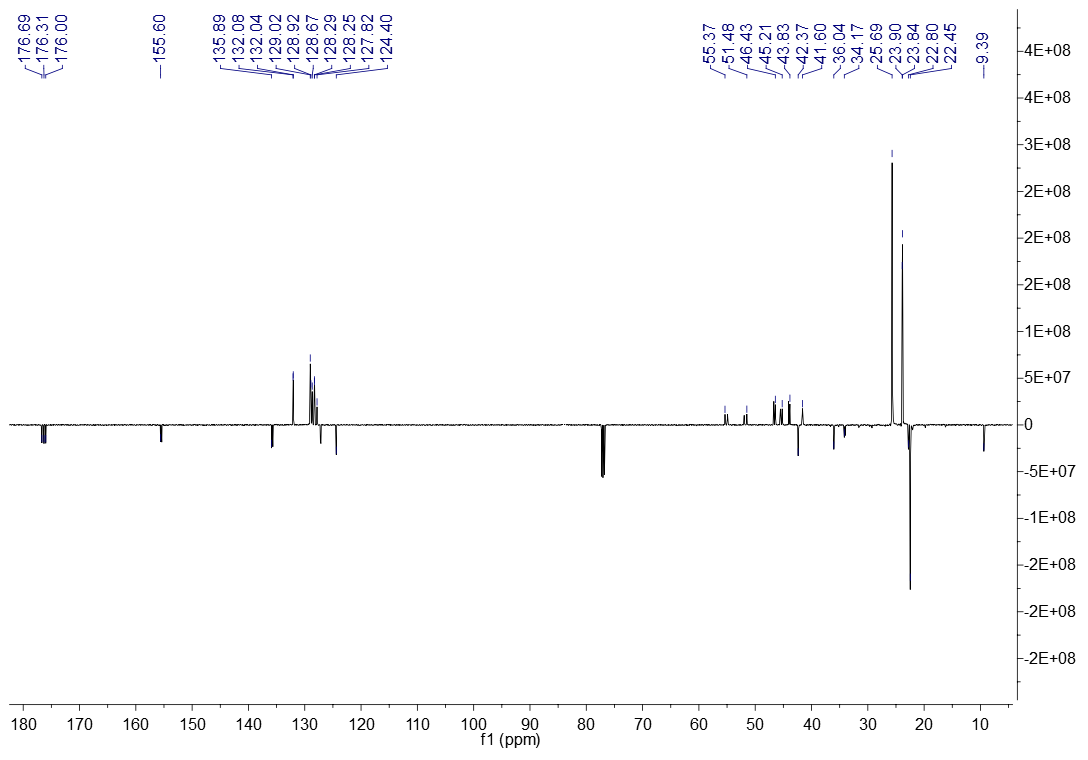 176.69
176.31
176.00
155.60
135.89
132.08
132.04
129.02
128.92
128.67
128.29
128.25
127.82
124.40
55.37
51.48
46.43
45.21
43.83
42.37
41.60
36.04
34.17
25.69
23.90
23.84
22.80
22.45
9.39
4E+08
4E+08
3E+08
2E+08
2E+08
2E+08
1E+08
5E+07
0
-5E+07
-1E+08
-2E+08
-2E+08
-2E+08
180 170 160 150 140 130 120 110 100 90 80 70 60 50 40 30 20 10
f1 (ppm)